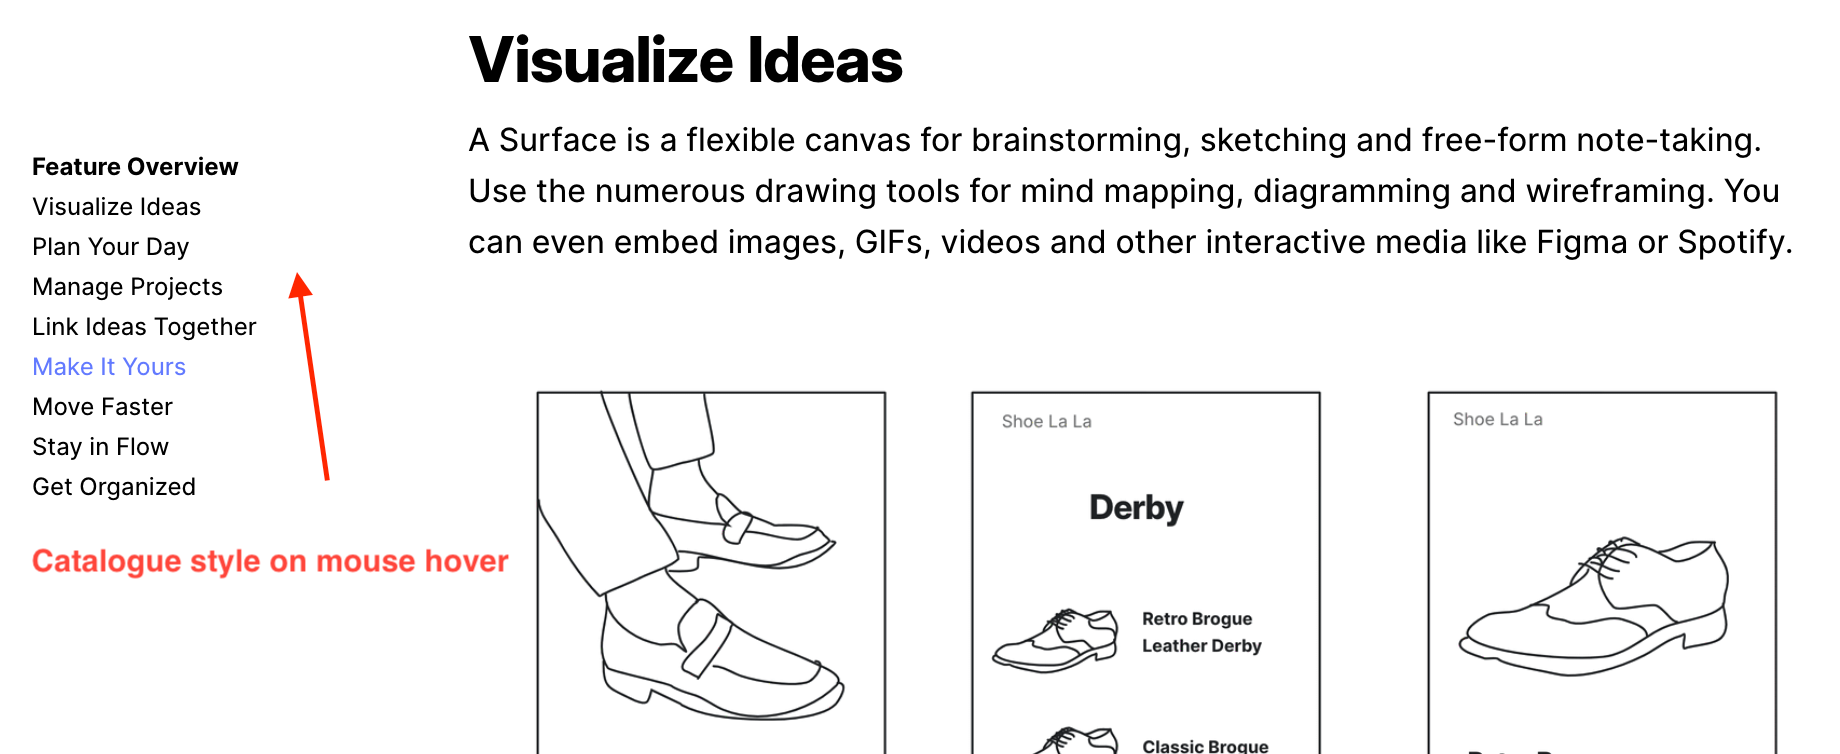 Visualize Ideas
A Surface is a flexible canvas for brainstorming, sketching and free-form note-taking.
Use the numerous drawing tools for mind mapping, diagramming and wireframing. You
can even embed images, GIFs, videos and other interactive media like Figma or Spotify.
Feature Overview
Visualize Ideas
Plan Your Day
Manage Projects
Link Ideas Together
Make It Yours
Move Faster
Stay in Flow
Get Organized
Catalogue style on mouse hover
Shoe La La
Derby
Retro Brogue
Leather Derby
Classic Brogue
Shoe La La